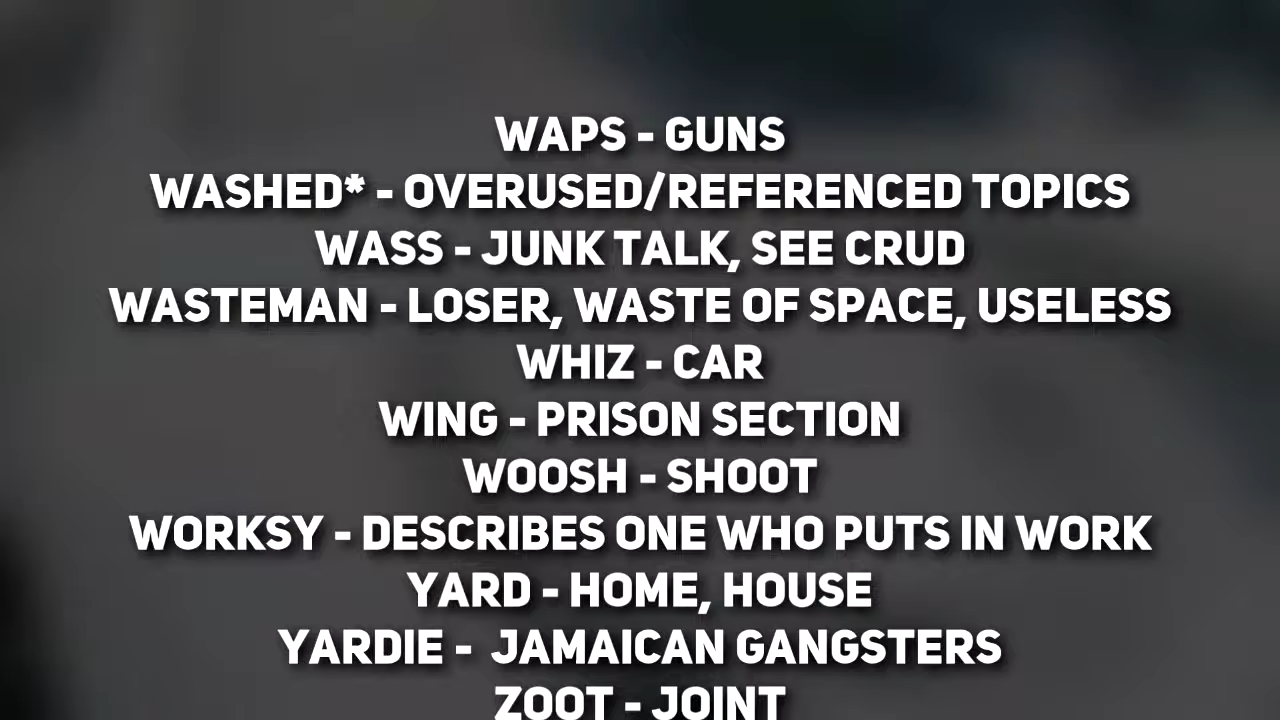 WAPS - GUNS
WASHED* - OVERUSED/REFERENCED TOPICS
WASS - JUNK TALK, SEE CRUD
WASTEMAN - LOSER, WASTE OF SPACE, USELESS
WHIZ - CAR
WING - PRISON SECTION
WOOSH - SHOOT
WORKSY - DESCRIBES ONE WHO PUTS IN WORK
YARD - HOME, HOUSE
YARDIE - JAMAICAN GANGSTERS
ZOOT - JOINT